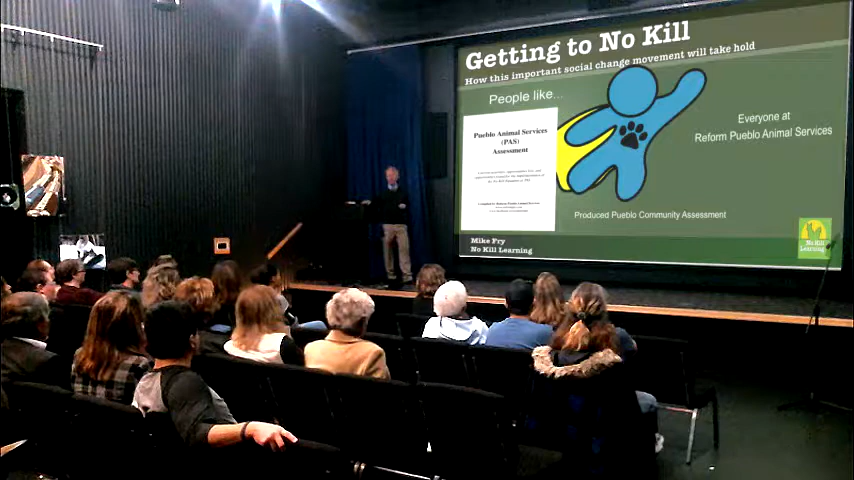 Getting to No Kill
How this important social change movement will take hold
People like...
Pueblo Animal Services
(PAS)
Assessment
Everyone at
Reform Pueblo Animal Services
Produced Pueblo Community Assessment
Mike Fry
No Kill Learning
No Kill
Learning